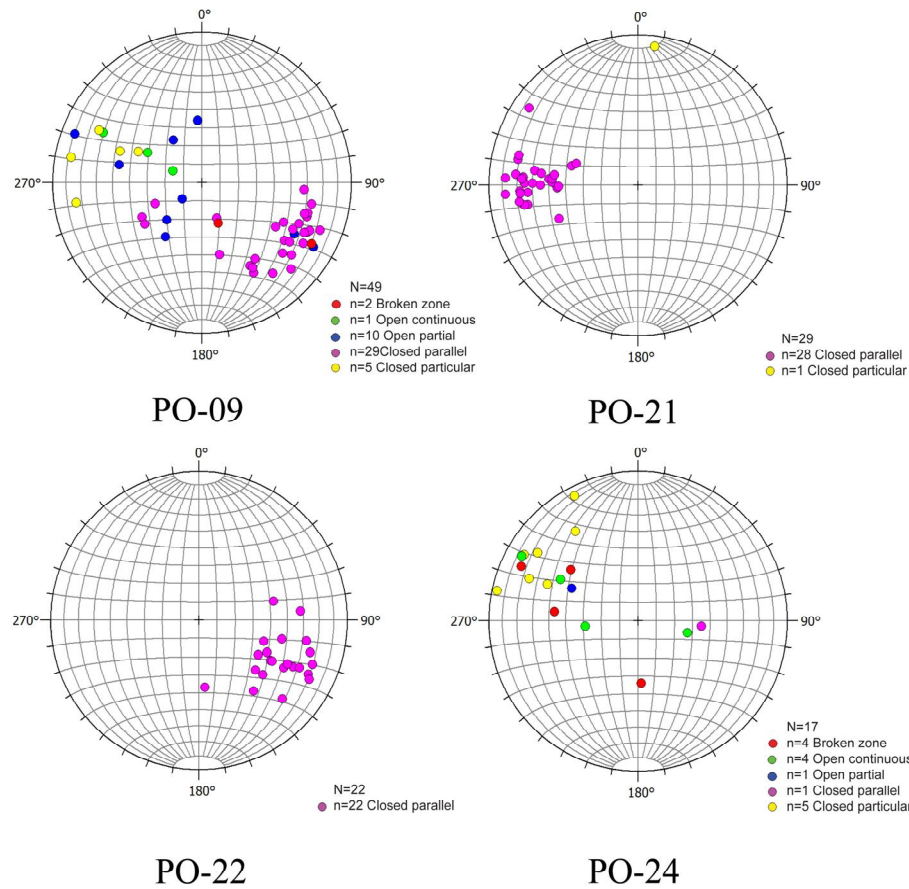 0°
270°
90°
180°
N=49
n=2 Broken zone
n=1 Open continuous
n=10 Open partial
n=29Closed parallel
n=5 Closed particular
PO-09
0°
270°
90°
180°
N=29
n=28 Closed parallel
n=1 Closed particular
PO-21
0°
270°
90°
180°
N=22
n=22 Closed parallel
PO-22
0°
270°
90°
180°
N=17
n=4 Broken zone
n=4 Open continuous
n=1 Open partial
n=1 Closed parallel
n=5 Closed particular
PO-24